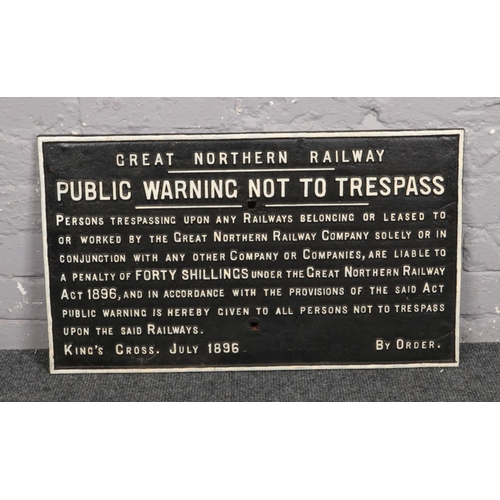 GREAT NORTHERN RAILWAY
PUBLIC WARNING NOT TO TRESPASS
PERSONS TRESPASSING UPON ANY RAILWAYS BELONGING OR LEASED TO
OR WORKED BY THE GREAT NORTHERN RAILWAY COMPANY SOLELY OR IN
CONJUNCTION WITH ANY OTHER COMPANY OR COMPANIES, ARE LIABLE TO
A PENALTY OF FORTY SHILLINGS UNDER THE GREAT NORTHERN RAILWAY
ACT 1896, AND IN ACCORDANCE WITH THE PROVISIONS OF THE SAID ACT
PUBLIC WARNING IS HEREBY GIVEN TO ALL PERSONS NOT TO TRESPASS
UPON THE SAID RAILWAYS.
KING'S CROSS. JULY 1896 BY ORDER.